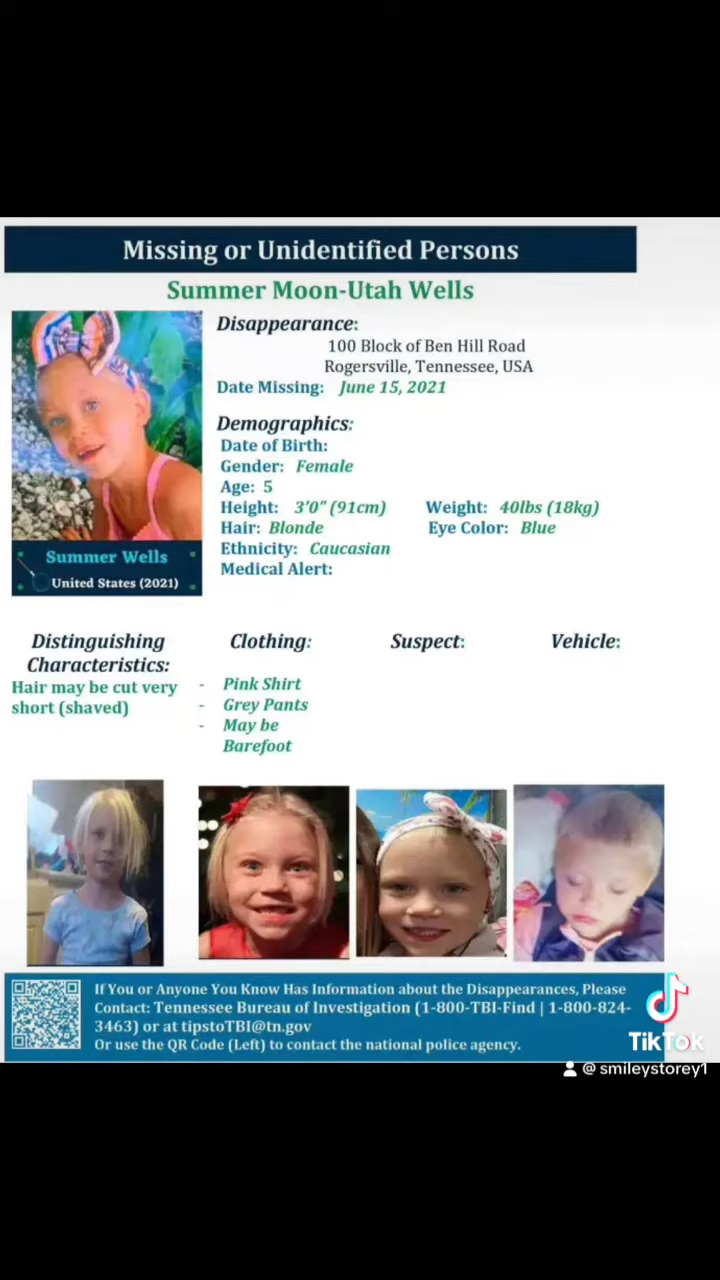 Missing or Unidentified Persons
Summer Moon-Utah Wells
Disappearance:
100 Block of Ben Hill Road
Rogersville, Tennessee, USA
Date Missing: June 15, 2021
Demographics:
Date of Birth:
Gender: Female
Age: 5
Height: 3'0" (91cm) Weight: 40lbs (18kg)
Hair: Blonde Eye Color: Blue
Ethnicity: Caucasian
Medical Alert:
Summer Wells
United States (2021)
Distinguishing
Characteristics:
Hair may be cut very
short (shaved)
Clothing:
- Pink Shirt
- Grey Pants
- May be
Barefoot
Suspect:
Vehicle:
If You or Anyone You Know Has Information about the Disappearances, Please
Contact: Tennessee Bureau of Investigation (1-800-TBI-Find | 1-800-824-
3463) or at tipstoTBI@tn.gov
Or use the QR Code (Left) to contact the national police agency.
TikTok
@smileystorey1